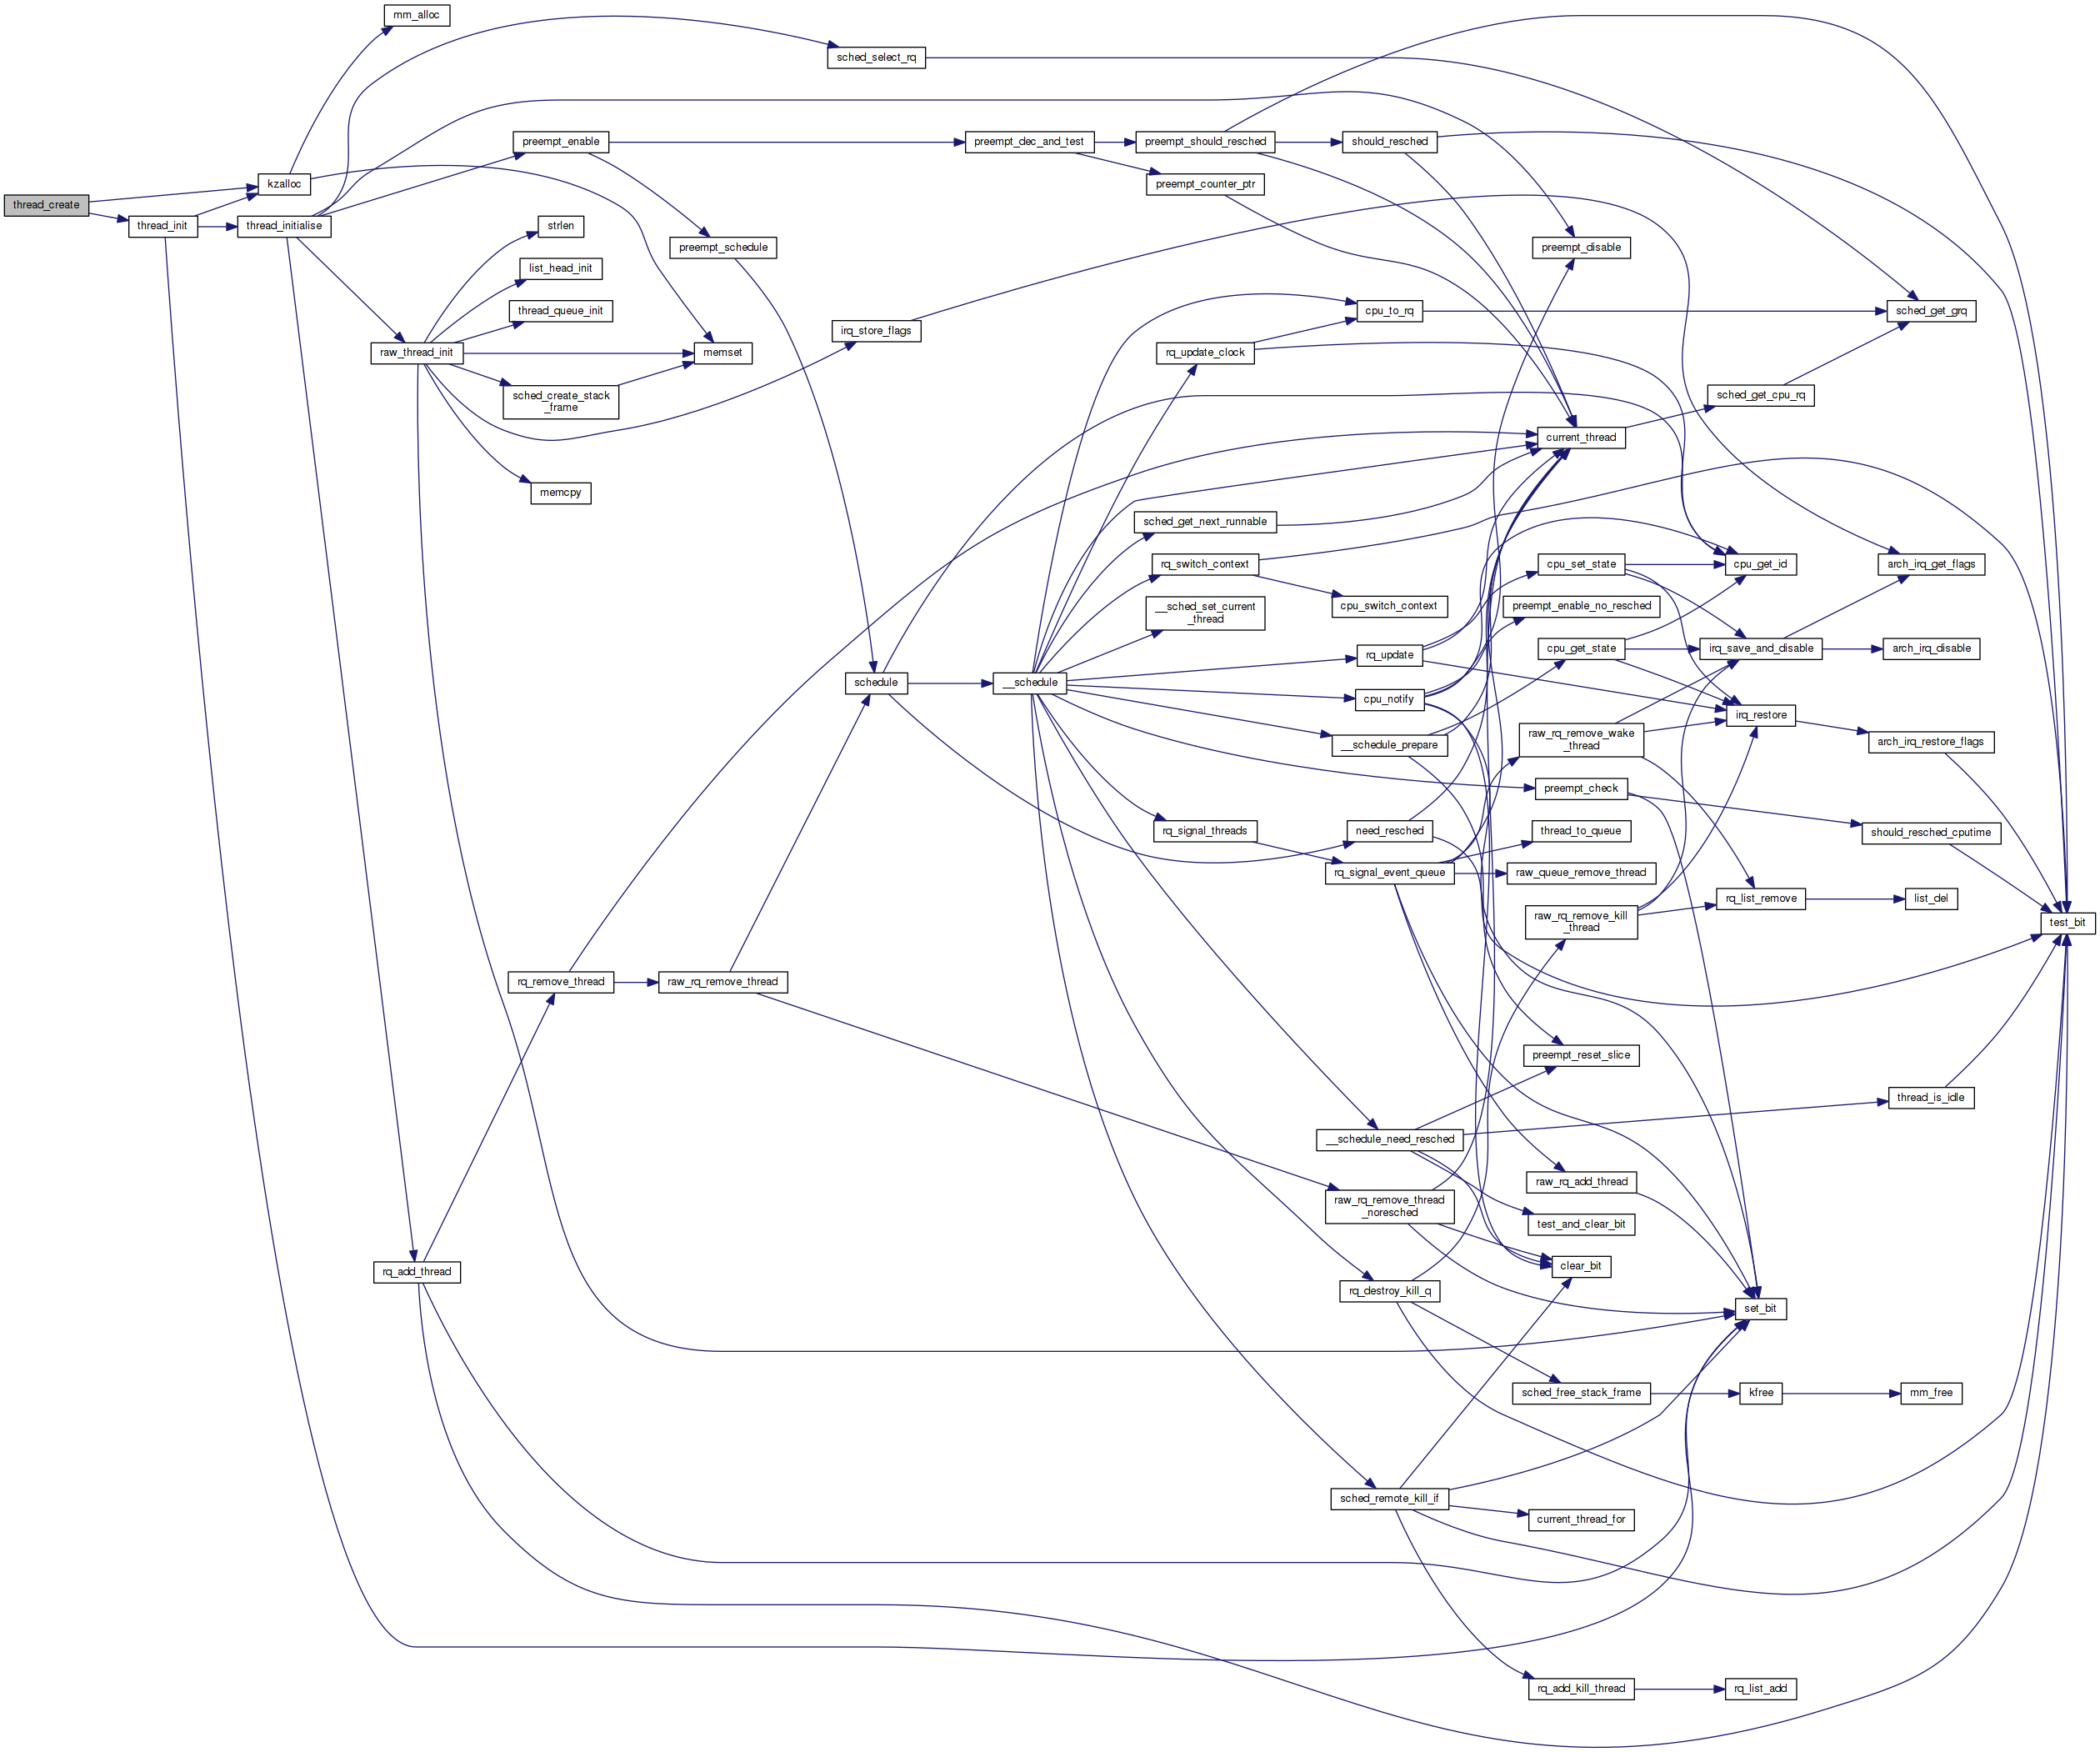 mm_alloc
sched_select_rq
preempt_enable
preempt_dec_and_test
preempt_should_resched
should_resched
kzalloc
preempt_counter_ptr
thread_create
thread_init
thread_initialise
strlen
preempt_schedule
preempt_disable
list_head_init
thread_queue_init
cpu_to_rq
sched_get_grq
irq_store_flags
raw_thread_init
memset
rq_update_clock
sched_create_stack
_frame
sched_get_cpu_rq
current_thread
memcpy
sched_get_next_runnable
rq_switch_context
cpu_set_state
cpu_get_id
arch_irq_get_flags
__sched_set_current
_thread
cpu_switch_context
preempt_enable_no_resched
rq_update
cpu_get_state
irq_save_and_disable
arch_irq_disable
schedule
__schedule
cpu_notify
irq_restore
raw_rq_remove_wake
_thread
__schedule_prepare
arch_irq_restore_flags
preempt_check
rq_signal_threads
need_resched
thread_to_queue
should_resched_cputime
rq_signal_event_queue
raw_queue_remove_thread
rq_list_remove
list_del
raw_rq_remove_kill
_thread
test_bit
rq_remove_thread
raw_rq_remove_thread
preempt_reset_slice
thread_is_idle
__schedule_need_resched
raw_rq_add_thread
raw_rq_remove_thread
_noresched
test_and_clear_bit
rq_add_thread
clear_bit
rq_destroy_kill_q
set_bit
sched_free_stack_frame
kfree
mm_free
sched_remote_kill_if
current_thread_for
rq_add_kill_thread
rq_list_add